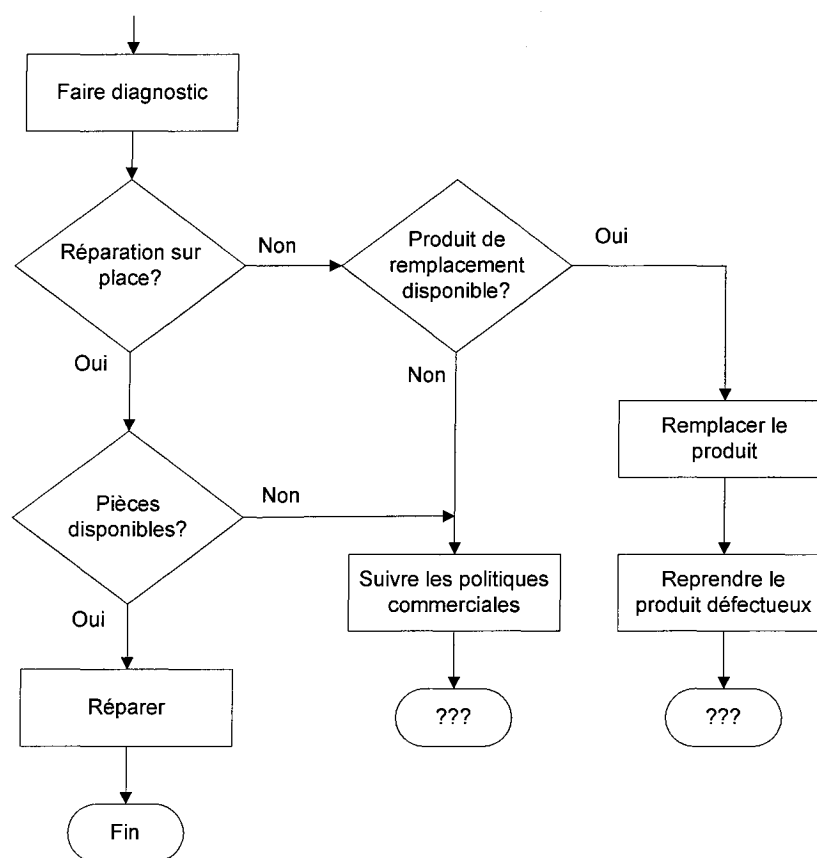 Faire diagnostic
Réparation sur
place?
Non
Produit de
remplacement
disponible?
Oui
Oui
Non
Remplacer le
produit
Pièces
disponibles?
Non
Suivre les politiques
commerciales
Reprendre le
produit défectueux
Oui
Réparer
???
???
Fin